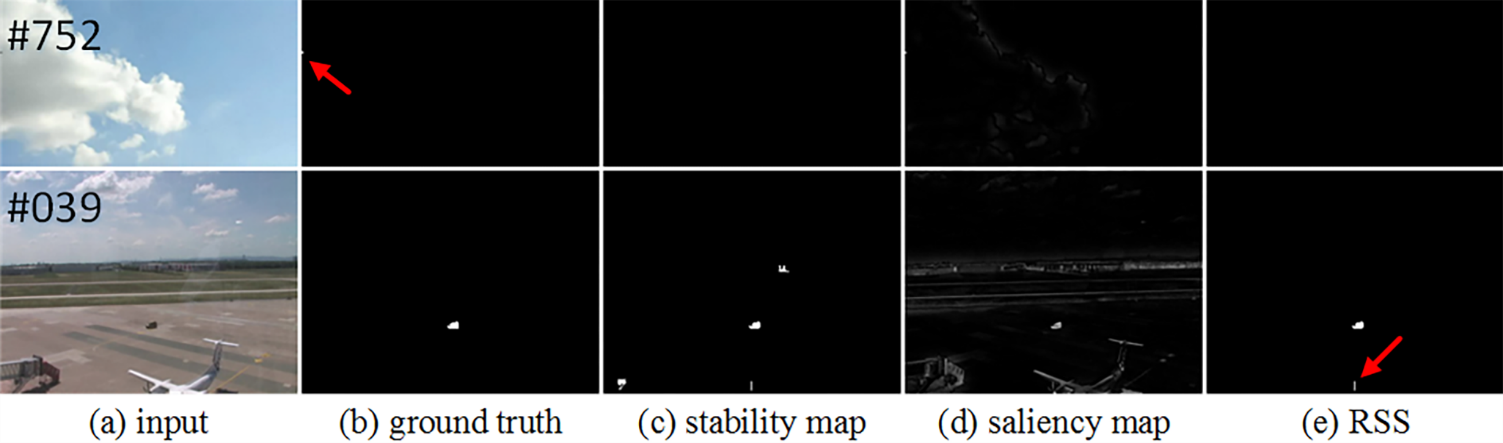 #752
#039
(a) input
(b) ground truth
(c) stability map
(d) saliency map
(e) RSS